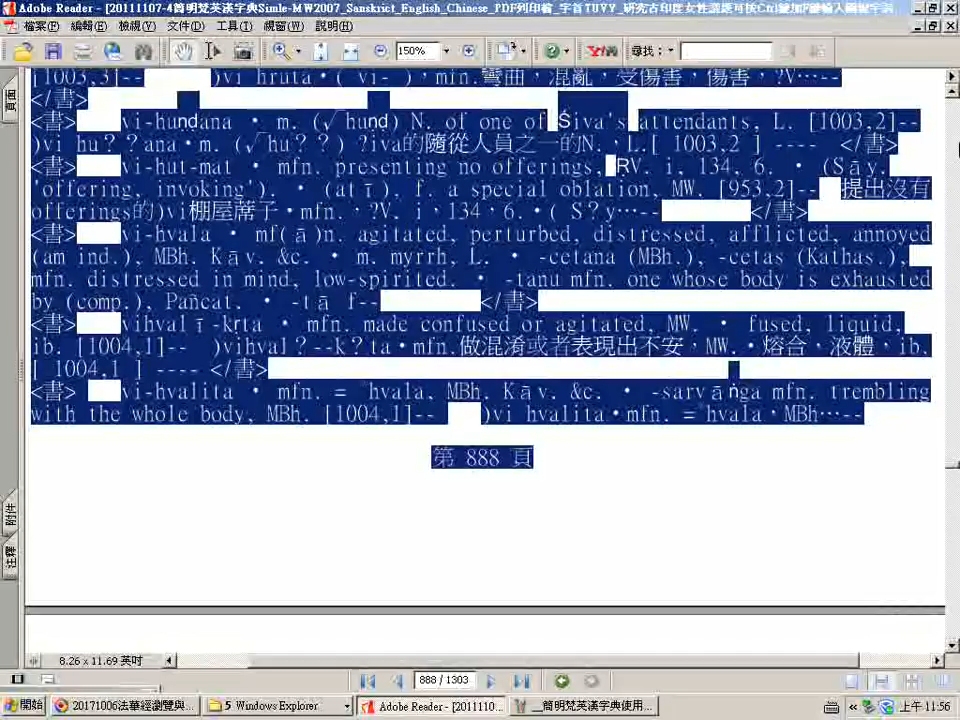 Adobe Reader - [20111107-4簡明梵英漢字典Simle-MW2007_Sanskrict_English_Chinese_PDF列印檔_字首TUVY_研究古印度女性議題可按Ctrl鍵加F鍵輸入
檔案(F) 編輯(E) 檢視(V) 文件(D) 工具(T) 視窗(W) 說明(H)
150% 尋找:
頁面
[1003,3]-- )vi hruta・( vi- )，mfn.彎曲，混亂，受傷害，傷害，?V…--
</書>
<書> vi-hundana • m. (√hund) N. of one of Śiva's attendants, L. [1003,2]--
)vi hu？？ana・m. (√hu？？) ?iva的隨從人員之一的N.，L.[ 1003,2 ] ---- </書>
<書> vi-hut-mat • mfn. presenting no offerings, RV. i, 134, 6. • (Sāy.
'offering, invoking'). • (atī). f. a special oblation, MW. [953,2]-- 提出沒有
offerings的)vi棚屋蓆子・mfn.，?V. i，134，6.・( S?y…-- </書>
<書> vi-hvala • mf(ā)n. agitated, perturbed, distressed, afflicted, annoyed
(am ind.), MBh. Kāv. &c. • m. myrrh, L. • -cetana (MBh.), -cetas (Kathas.),
mfn. distressed in mind, low-spirited. • -tanu mfn. one whose body is exhausted
by (comp.), Pañcat. • -tā f-- </書>
<書> vihvalī-kṛta • mfn. made confused or agitated, MW. • fused, liquid,
ib. [1004,1]-- )vihval？--k？ta・mfn.做混淆或者表現出不安，MW.・熔合，液體，ib.
[ 1004,1 ] ---- </書>
<書> vi-hvalita • mfn. = ˚hvala, MBh. Kāv. &c. • -sarvāṅga mfn. trembling
with the whole body, MBh. [1004,1]-- )vi hvalita・mfn. =˚hvala，MBh…--
第 888 頁
附件
注釋
8.26 x 11.69 英吋
888 / 1303
開始 20171006法華經瀏覽與... 5 Windows Explorer Adobe Reader - [2011110... __簡明梵英漢字典使用... 上午 11:56